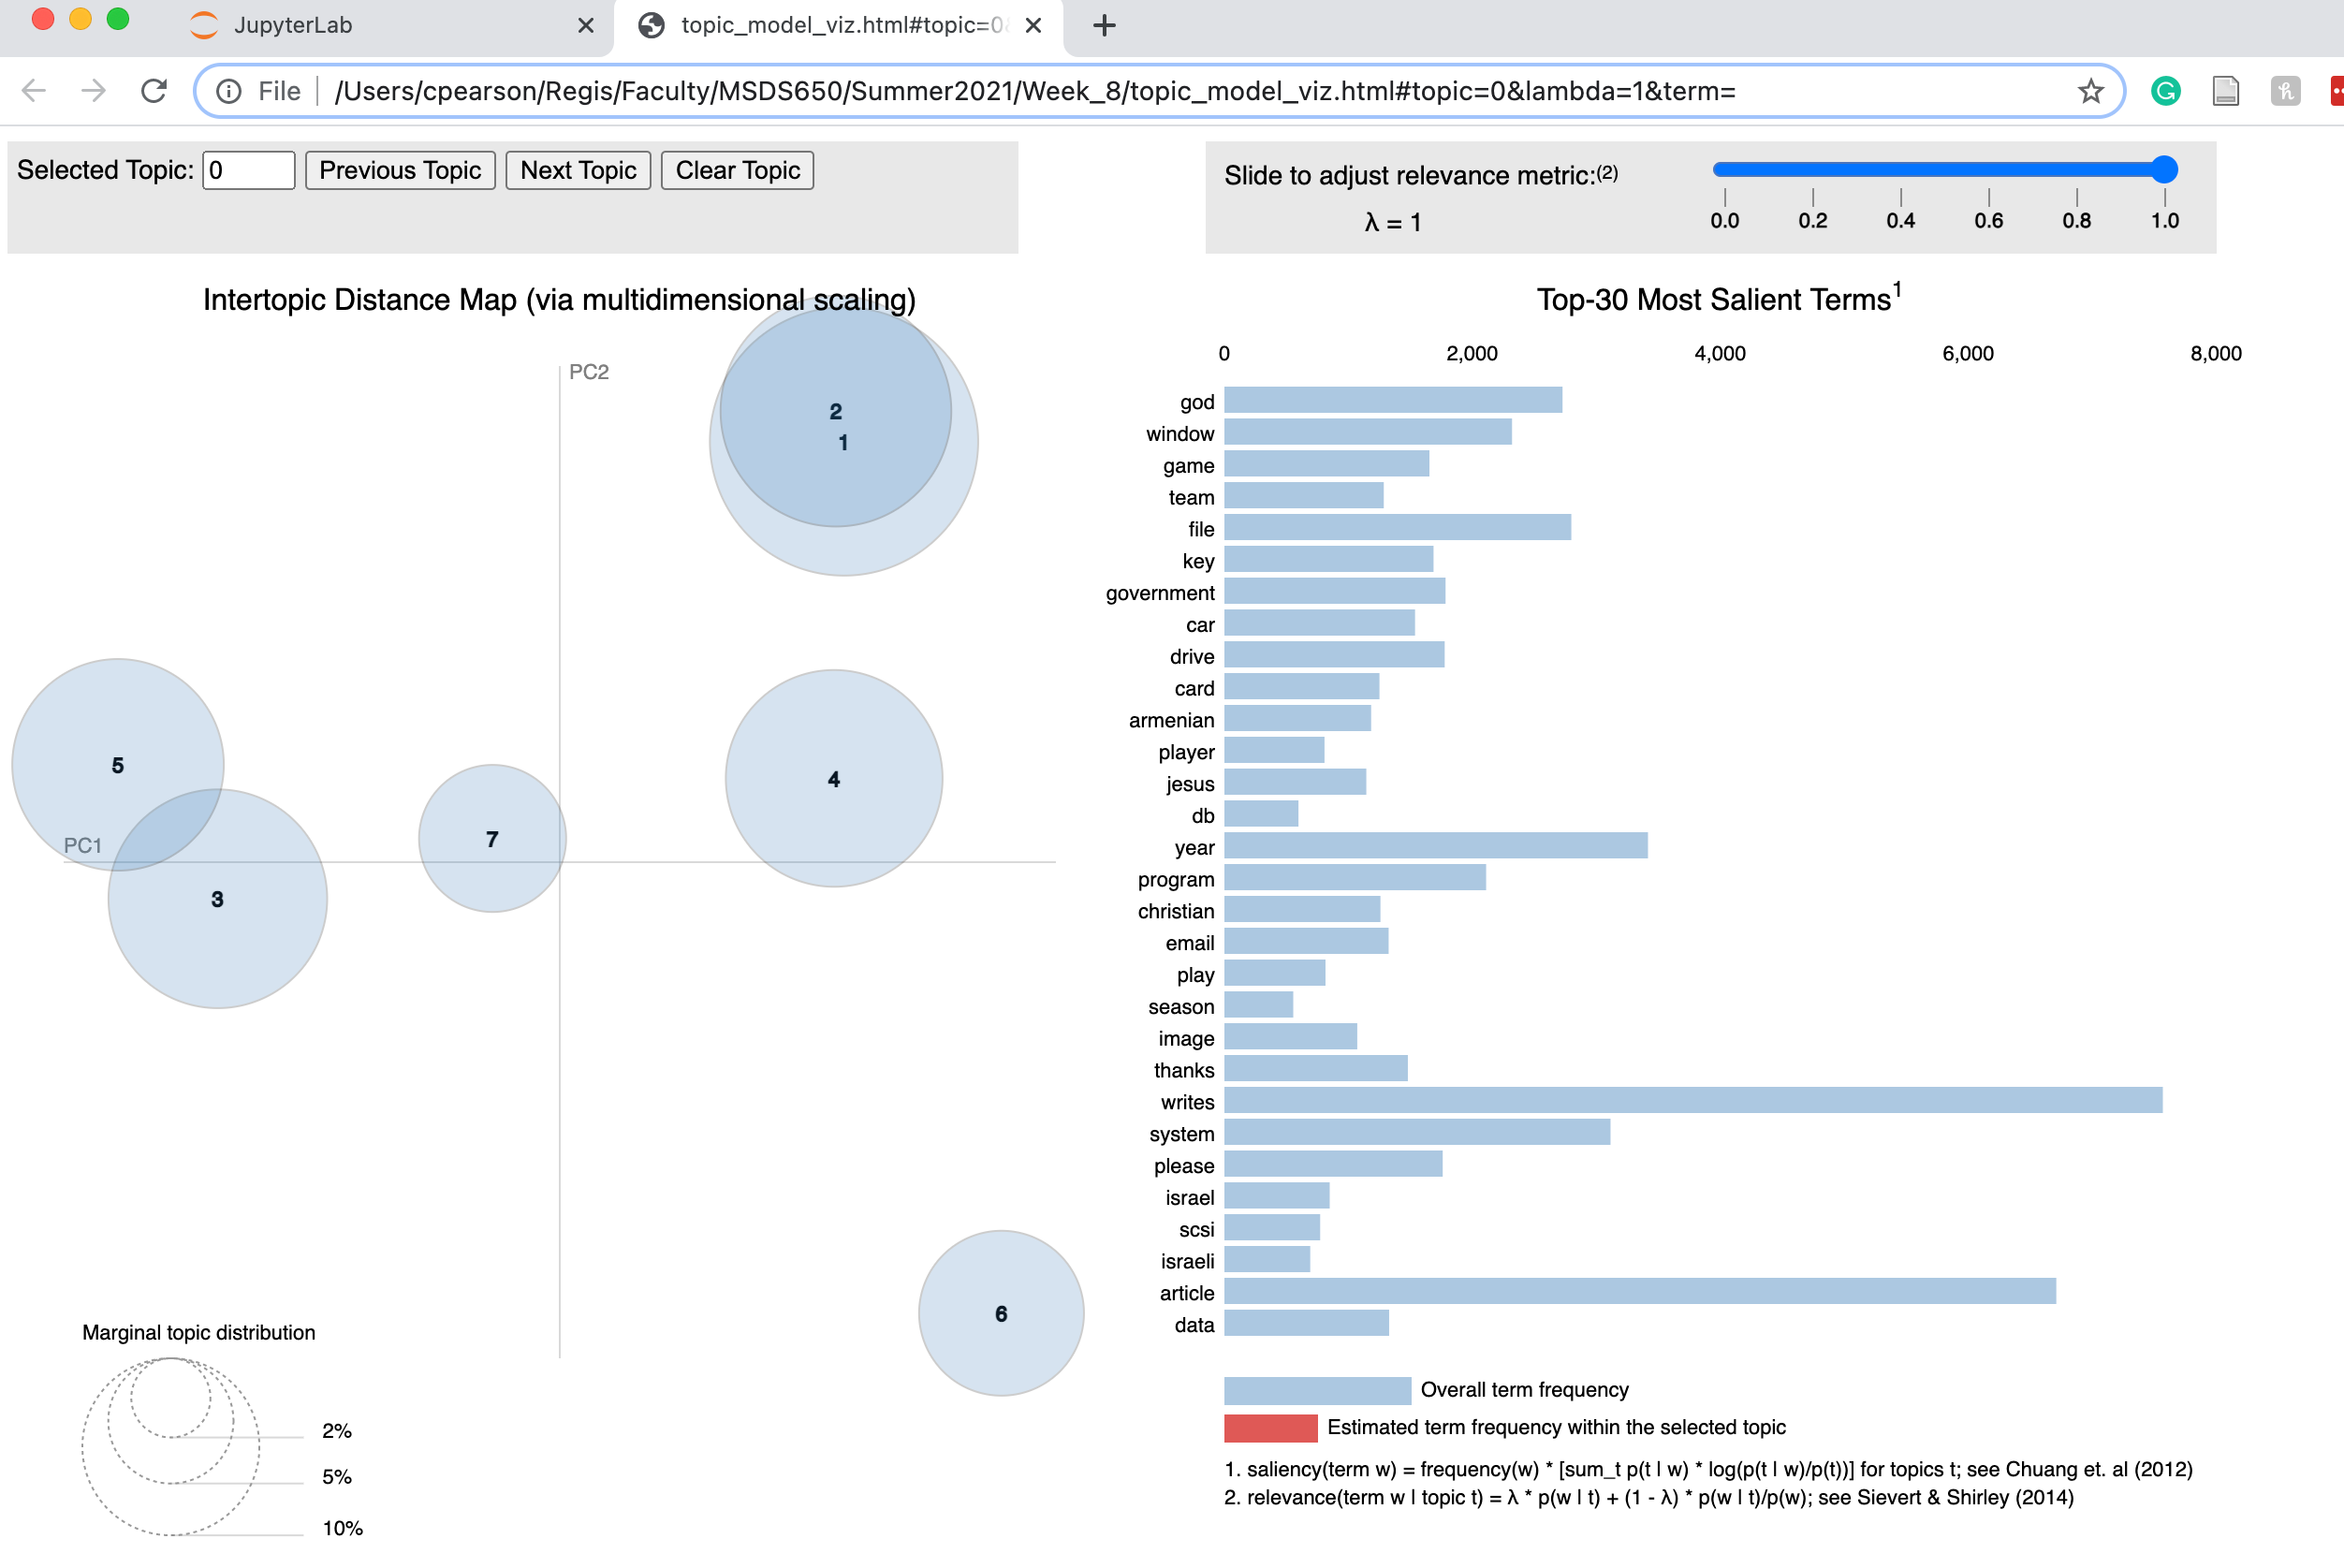 JupyterLab
topic_model_viz.html#topic=0
File
/Users/cpearson/Regis/Faculty/MSDS650/Summer2021/Week_8/topic_model_viz.html#topic=0&lambda=1&term=
Selected Topic: 0 Previous Topic Next Topic Clear Topic
Slide to adjust relevance metric:(2)
λ = 1
0.0 0.2 0.4 0.6 0.8 1.0
Intertopic Distance Map (via multidimensional scaling)
PC2
2
1
5
4
7
PC1
3
6
Marginal topic distribution
2%
5%
10%
Top-30 Most Salient Terms1
0 2,000 4,000 6,000 8,000
god
window
game
team
file
key
government
car
drive
card
armenian
player
jesus
db
year
program
christian
email
play
season
image
thanks
writes
system
please
israel
scsi
israeli
article
data
Overall term frequency
Estimated term frequency within the selected topic
1. saliency(term w) = frequency(w) * [sum_t p(t | w) * log(p(t | w)/p(t))] for topics t; see Chuang et. al (2012)
2. relevance(term w | topic t) = λ * p(w | t) + (1 - λ) * p(w | t)/p(w); see Sievert & Shirley (2014)